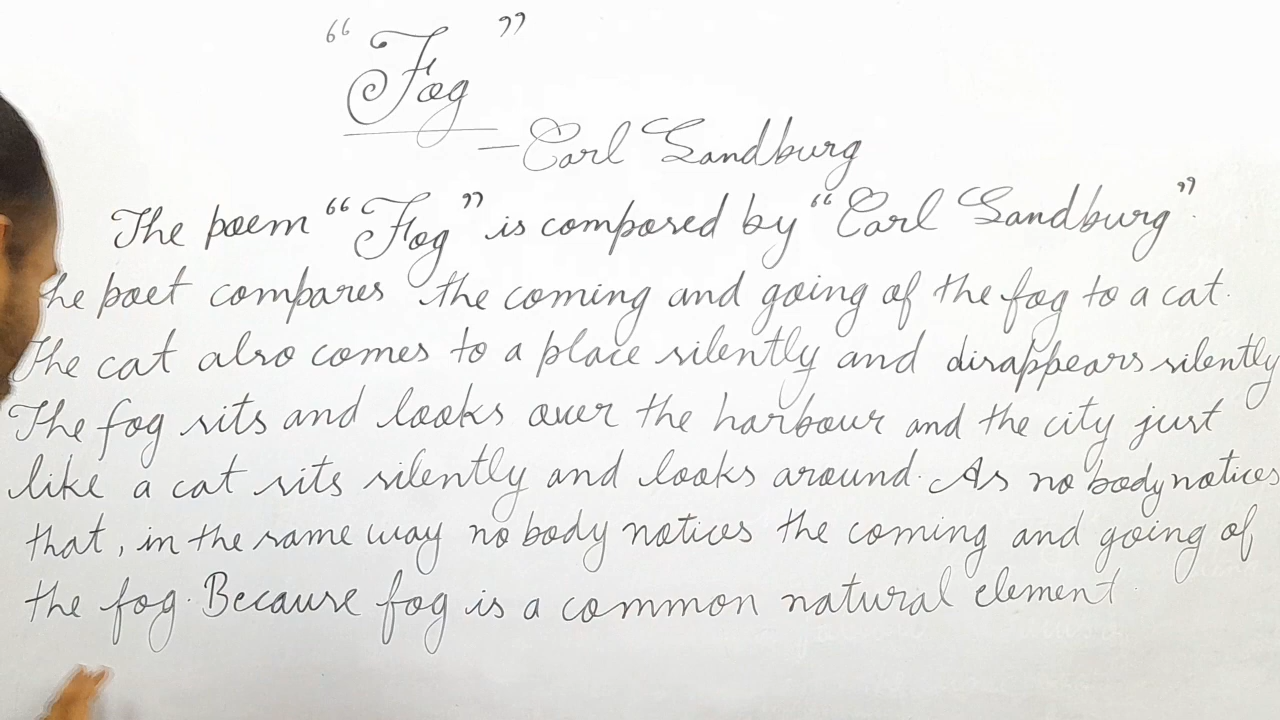 “Fog”
—Carl Sandburg
The poem “Fog” is composed by “Carl Sandburg”.
he poet compares the coming and going of the fog to a cat.
The cat also comes to a place silently and disappears silently
The fog sits and looks over the harbour and the city just
like a cat sits silently and looks around. As no body notices
that, in the same way no body notices the coming and going of
the fog. Because fog is a common natural element.